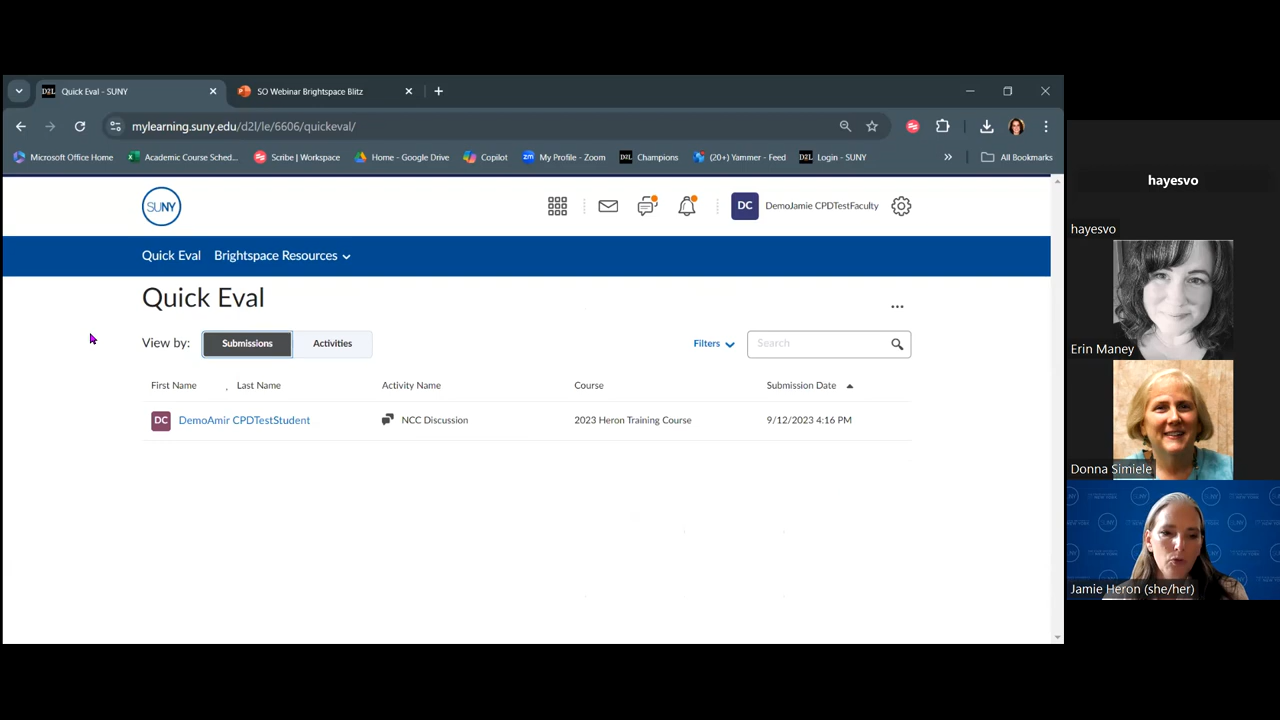 D2L Quick Eval - SUNY
SO Webinar Brightspace Blitz
mylearning.suny.edu/d2l/le/6606/quickeval/
Microsoft Office Home
Academic Course Sched...
Scribe | Workspace
Home - Google Drive
Copilot
zm My Profile - Zoom
D2L Champions
(20+) Yammer - Feed
D2L Login - SUNY
All Bookmarks
SUNY
DC DemoJamie CPDTestFaculty
Quick Eval Brightspace Resources
Quick Eval
View by: Submissions Activities Filters Search
First Name , Last Name Activity Name Course Submission Date
DC DemoAmir CPDTestStudent NCC Discussion 2023 Heron Training Course 9/12/2023 4:16 PM
hayesvo
hayesvo
Erin Maney
Donna Simiele
Jamie Heron (she/her)